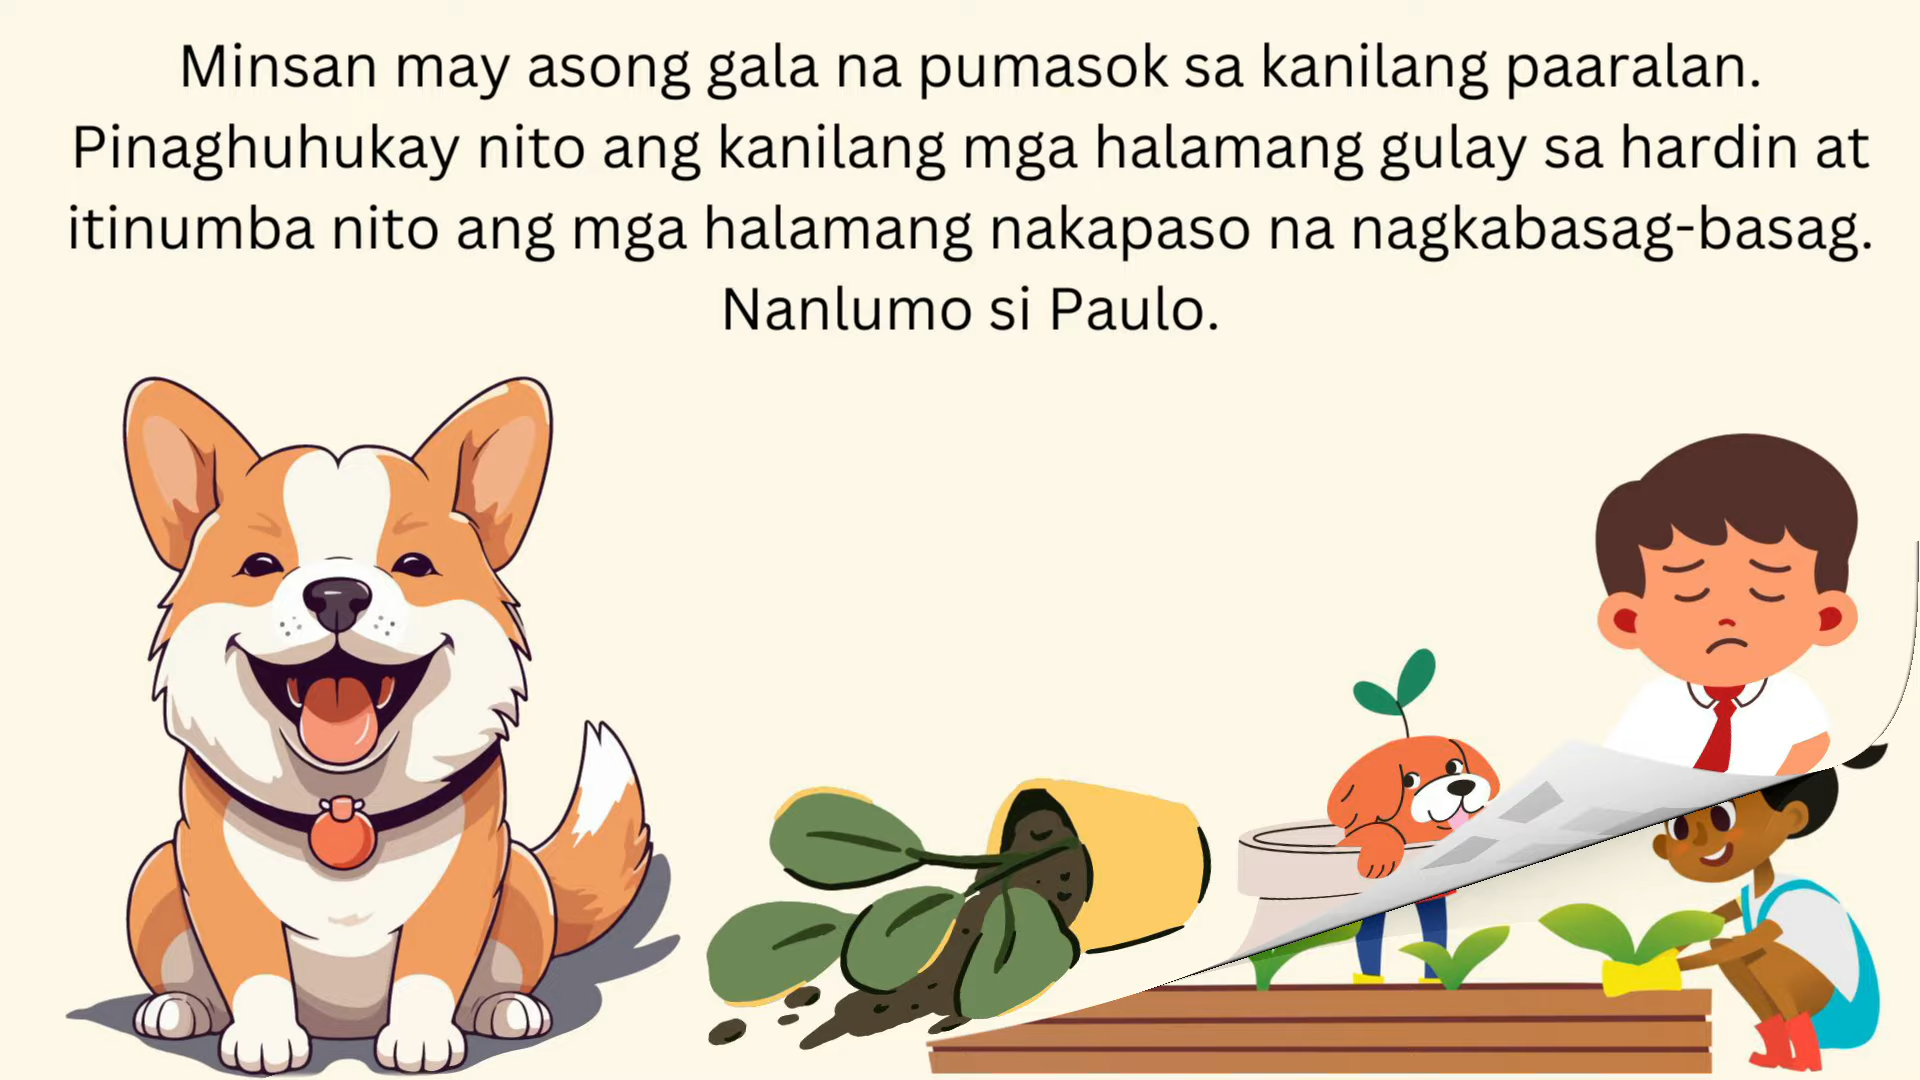 Minsan may asong gala na pumasok sa kanilang paaralan.
Pinaghuhukay nito ang kanilang mga halamang gulay sa hardin at
itinumba nito ang mga halamang nakapaso na nagkabasag-basag.
Nanlumo si Paulo.